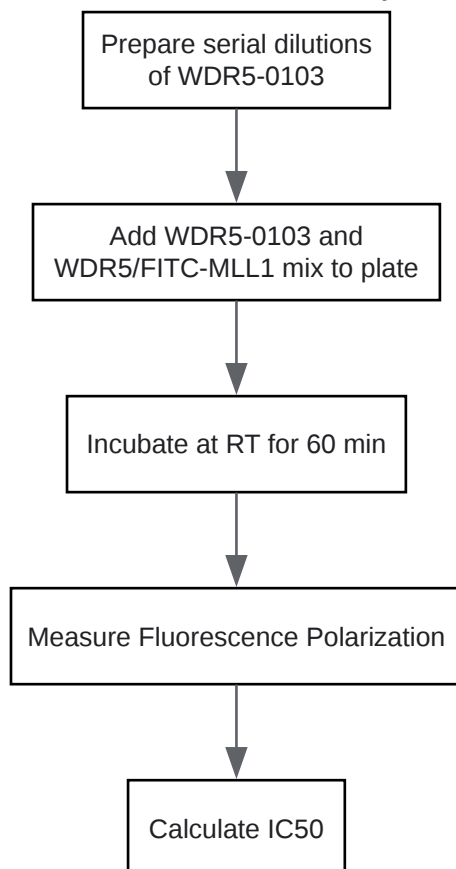 Prepare serial dilutions
of WDR5-0103
Add WDR5-0103 and
WDR5/FITC-MLL1 mix to plate
Incubate at RT for 60 min
Measure Fluorescence Polarization
Calculate IC50